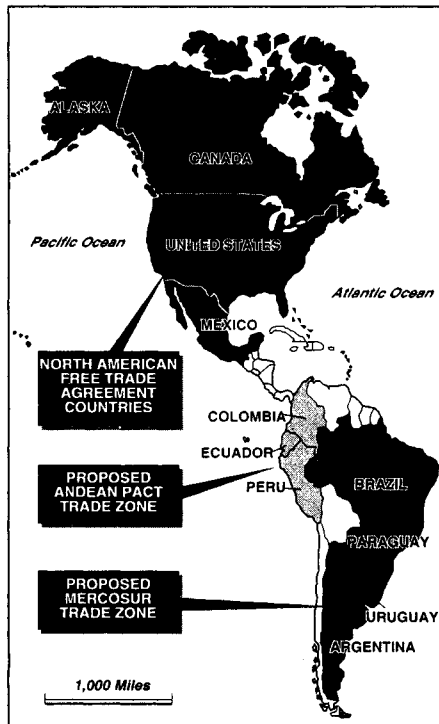 ALASKA
CANADA
Pacific Ocean
UNITED STATES
Atlantic Ocean
MEXICO
NORTH AMERICAN
FREE TRADE
AGREEMENT
COUNTRIES
COLOMBIA
ECUADOR
PROPOSED
ANDEAN PACT
TRADE ZONE
PERU
BRAZIL
PARAGUAY
PROPOSED
MERCOSUR
TRADE ZONE
URUGUAY
ARGENTINA
1,000 Miles